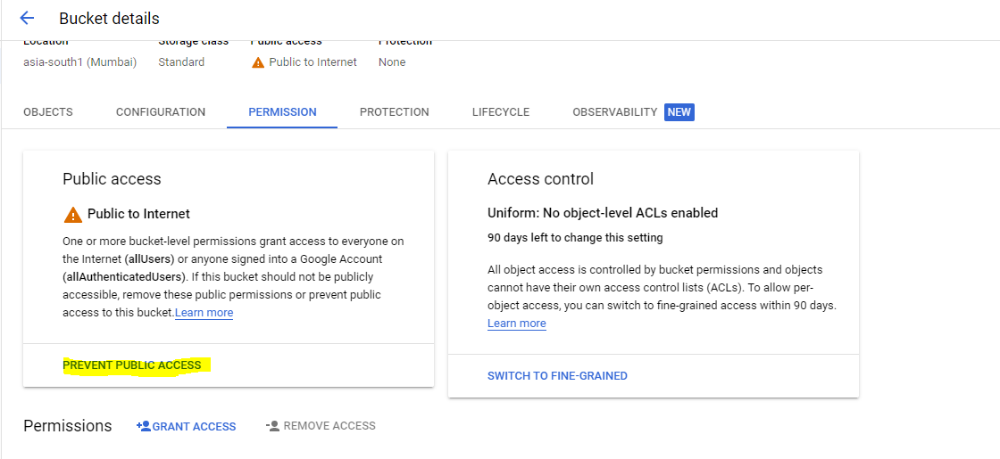 Bucket details
Location Storage class Public access Protection
asia-south1 (Mumbai) Standard Public to Internet None
OBJECTS CONFIGURATION PERMISSION PROTECTION LIFECYCLE OBSERVABILITY NEW
Public access
Public to Internet
One or more bucket-level permissions grant access to everyone on
the Internet (allUsers) or anyone signed into a Google Account
(allAuthenticatedUsers). If this bucket should not be publicly
accessible, remove these public permissions or prevent public
access to this bucket.Learn more
PREVENT PUBLIC ACCESS
Access control
Uniform: No object-level ACLs enabled
90 days left to change this setting
All object access is controlled by bucket permissions and objects
cannot have their own access control lists (ACLs). To allow per-
object access, you can switch to fine-grained access within 90 days.
Learn more
SWITCH TO FINE-GRAINED
Permissions GRANT ACCESS REMOVE ACCESS